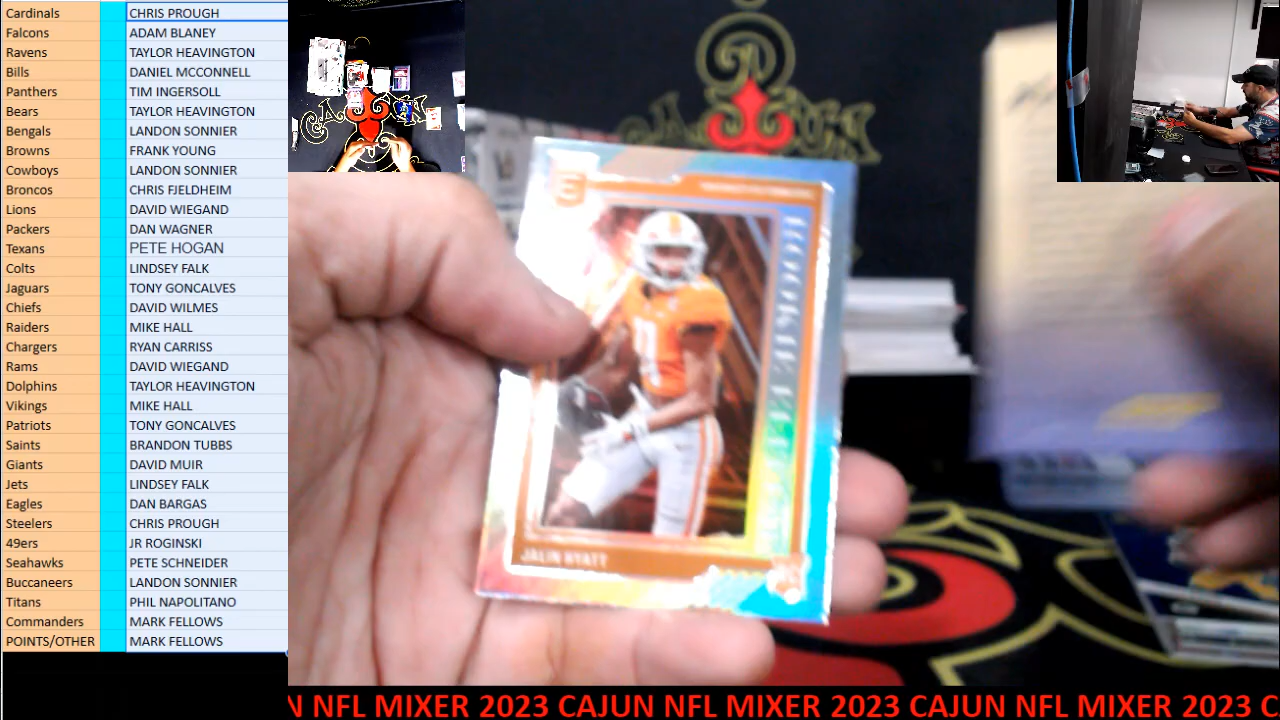 Cardinals CHRIS PROUGH
Falcons ADAM BLANEY
Ravens TAYLOR HEAVINGTON
Bills DANIEL MCCONNELL
Panthers TIM INGERSOLL
Bears TAYLOR HEAVINGTON
Bengals LANDON SONNIER
Browns FRANK YOUNG
Cowboys LANDON SONNIER
Broncos CHRIS FJELDHEIM
Lions DAVID WIEGAND
Packers DAN WAGNER
Texans PETE HOGAN
Colts LINDSEY FALK
Jaguars TONY GONCALVES
Chiefs DAVID WILMES
Raiders MIKE HALL
Chargers RYAN CARRISS
Rams DAVID WIEGAND
Dolphins TAYLOR HEAVINGTON
Vikings MIKE HALL
Patriots TONY GONCALVES
Saints BRANDON TUBBS
Giants DAVID MUIR
Jets LINDSEY FALK
Eagles DAN BARGAS
Steelers CHRIS PROUGH
49ers JR ROGINSKI
Seahawks PETE SCHNEIDER
Buccaneers LANDON SONNIER
Titans PHIL NAPOLITANO
Commanders MARK FELLOWS
POINTS/OTHER MARK FELLOWS
JALIN HYATT
N NFL MIXER 2023 CAJUN NFL MIXER 2023 CAJUN NFL MIXER 2023 C